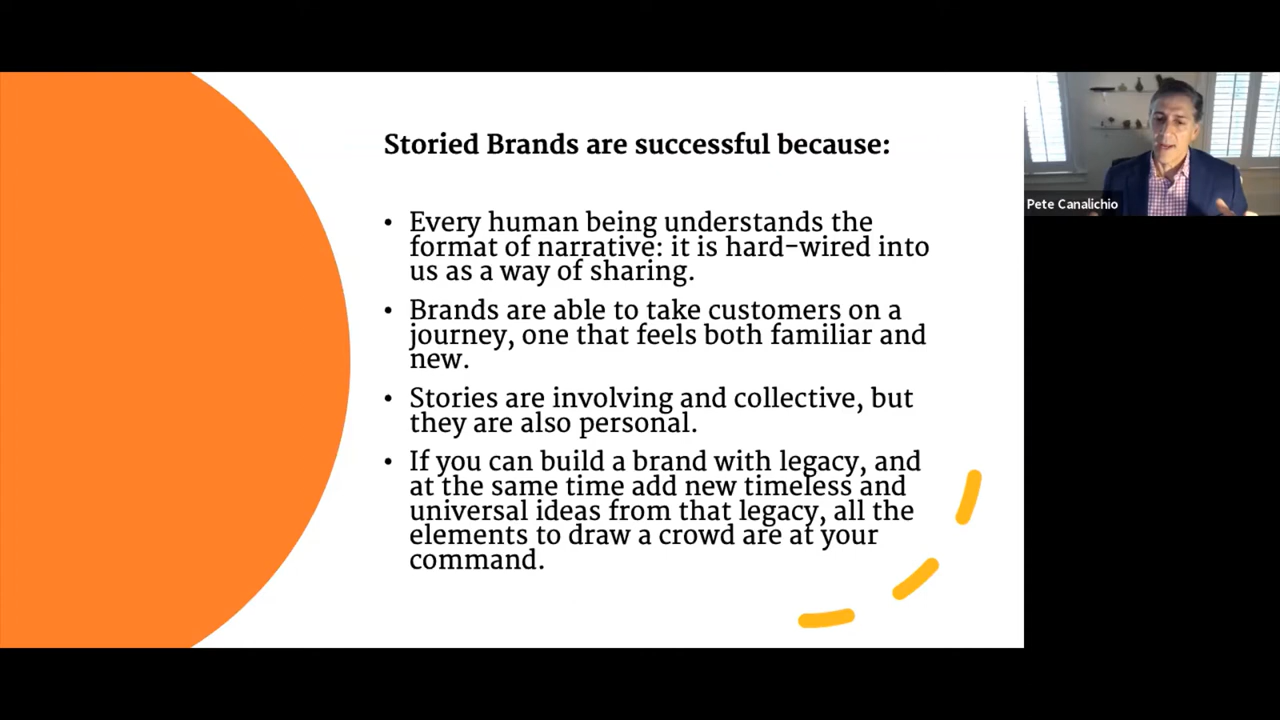 Storied Brands are successful because:
• Every human being understands the
format of narrative: it is hard-wired into
us as a way of sharing.
• Brands are able to take customers on a
journey, one that feels both familiar and
new.
• Stories are involving and collective, but
they are also personal.
• If you can build a brand with legacy, and
at the same time add new timeless and
universal ideas from that legacy, all the
elements to draw a crowd are at your
command.
Pete Canalichio